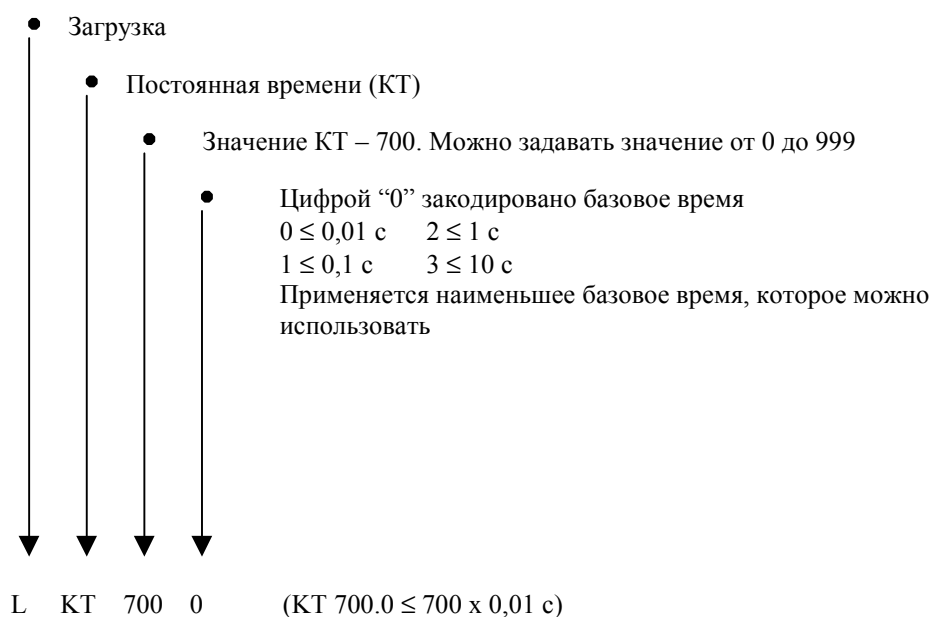 Загрузка
Постоянная времени (КТ)
Значение КТ – 700. Можно задавать значение от 0 до 999
Цифрой “0” закодировано базовое время
0 ≤ 0,01 с 2 ≤ 1 с
1 ≤ 0,1 с 3 ≤ 10 с
Применяется наименьшее базовое время, которое можно
использовать
L KT 700 0 (KT 700.0 ≤ 700 x 0,01 с)